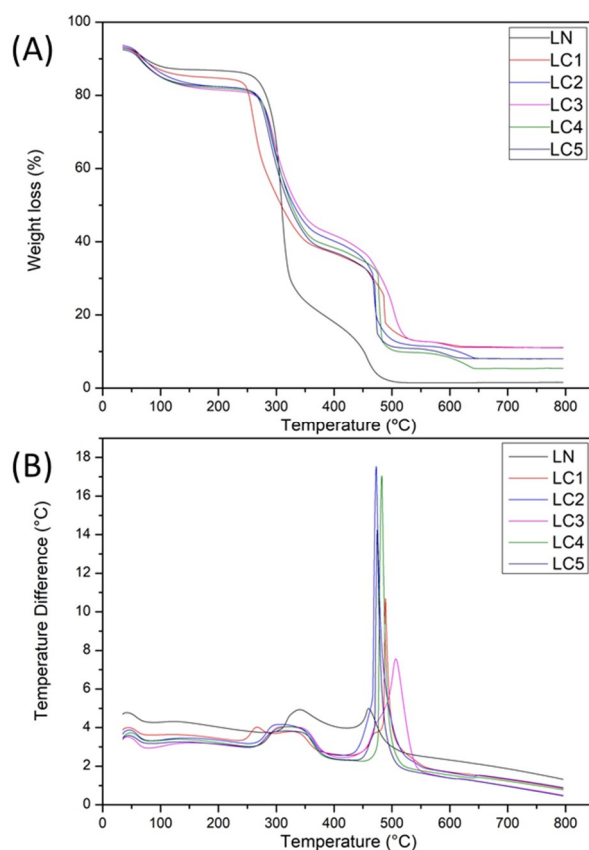 (A)
100
80
60
40
20
0
Weight loss (%)
LN
LC1
LC2
LC3
LC4
LC5
0 100 200 300 400 500 600 700 800
Temperature (ºC)
(B)
18
16
14
12
10
8
6
4
2
0
Temperature Difference (°C)
LN
LC1
LC2
LC3
LC4
LC5
0 100 200 300 400 500 600 700 800
Temperature (°C)